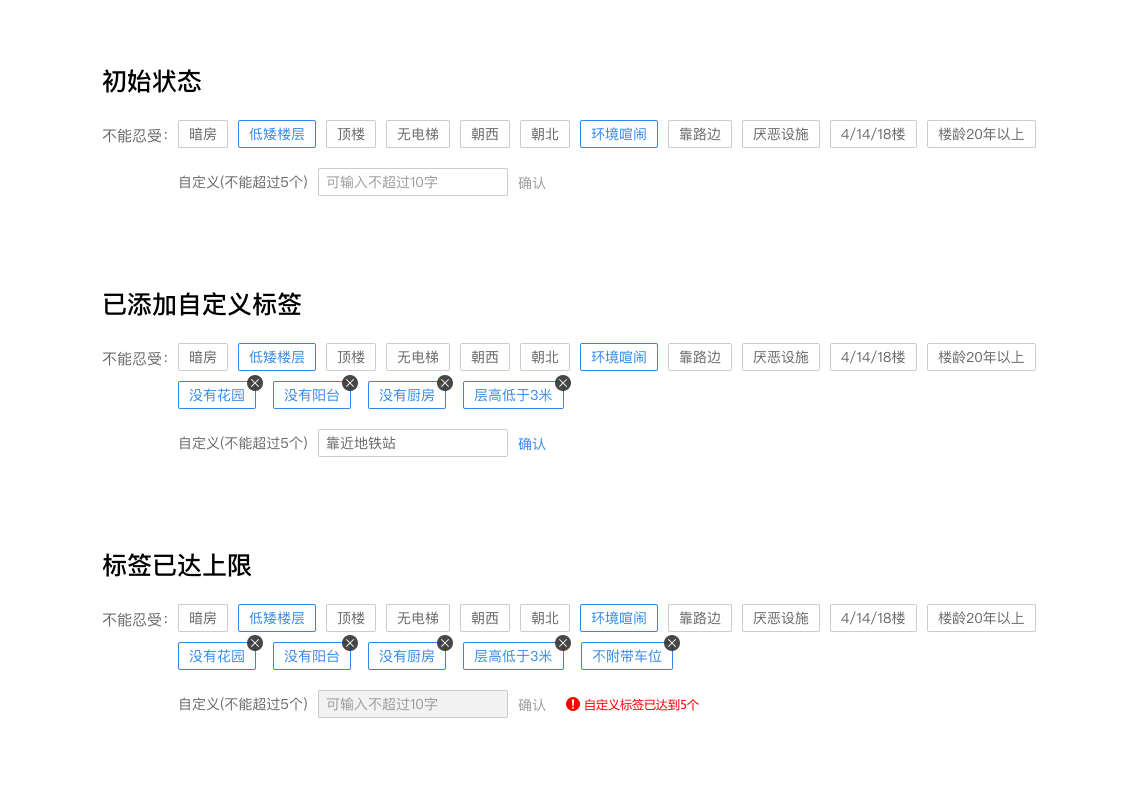 初始状态
不能忍受: 暗房 低矮楼层 顶楼 无电梯 朝西 朝北 环境喧闹 靠路边 厌恶设施 4/14/18楼 楼龄20年以上
自定义(不能超过5个) 可输入不超过10字 确认
已添加自定义标签
不能忍受: 暗房 低矮楼层 顶楼 无电梯 朝西 朝北 环境喧闹 靠路边 厌恶设施 4/14/18楼 楼龄20年以上
没有花园 没有阳台 没有厨房 层高低于3米
自定义(不能超过5个) 靠近地铁站 确认
标签已达上限
不能忍受: 暗房 低矮楼层 顶楼 无电梯 朝西 朝北 环境喧闹 靠路边 厌恶设施 4/14/18楼 楼龄20年以上
没有花园 没有阳台 没有厨房 层高低于3米 不附带车位
自定义(不能超过5个) 可输入不超过10字 确认 自定义标签已达到5个